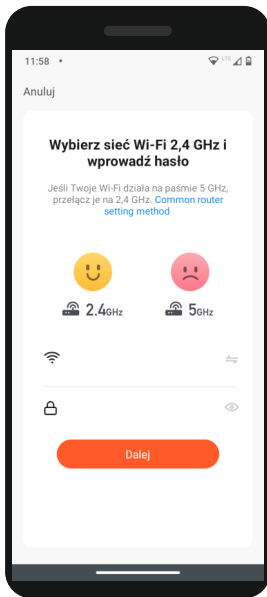 11:58
LTE
Anuluj
Wybierz sieć Wi-Fi 2,4 GHz i
wprowadź hasło
Jeśli Twoje Wi-Fi działa na paśmie 5 GHz,
przełącz je na 2,4 GHz. Common router
setting method
2.4GHz
5GHz
Dalej